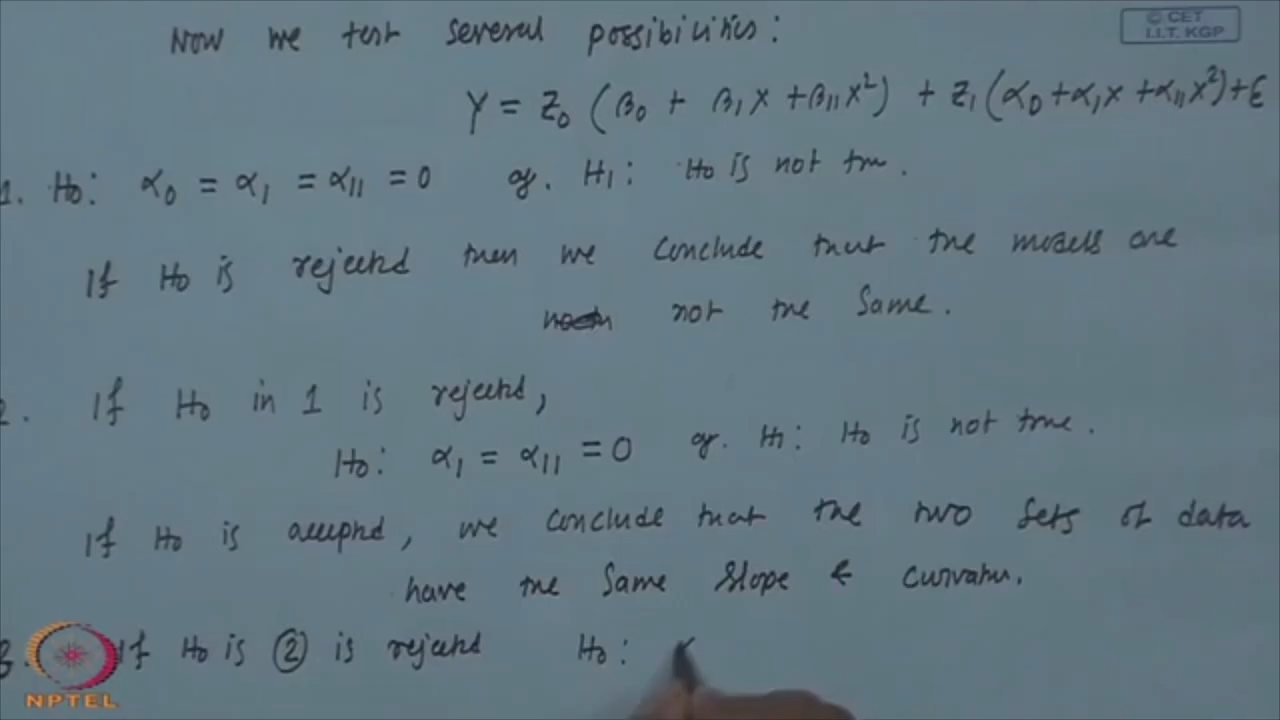 © CET
I.I.T. KGP
Now we test several possibilities:
Y = Z₀ (β₀ + β₁x + β₁₁x²) + Z₁(α₀ + α₁x + α₁₁x²) + ε
1. H₀: α₀ = α₁ = α₁₁ = 0 ag. H₁: H₀ is not true.
If H₀ is rejected then we conclude that the models are
not the same.
2. If H₀ in 1 is rejected,
H₀: α₁ = α₁₁ = 0 ag. H₁: H₀ is not true.
If H₀ is accepted, we conclude that the two sets of data
have the same slope & curvature.
3. If H₀ is ② is rejected H₀:
NPTEL